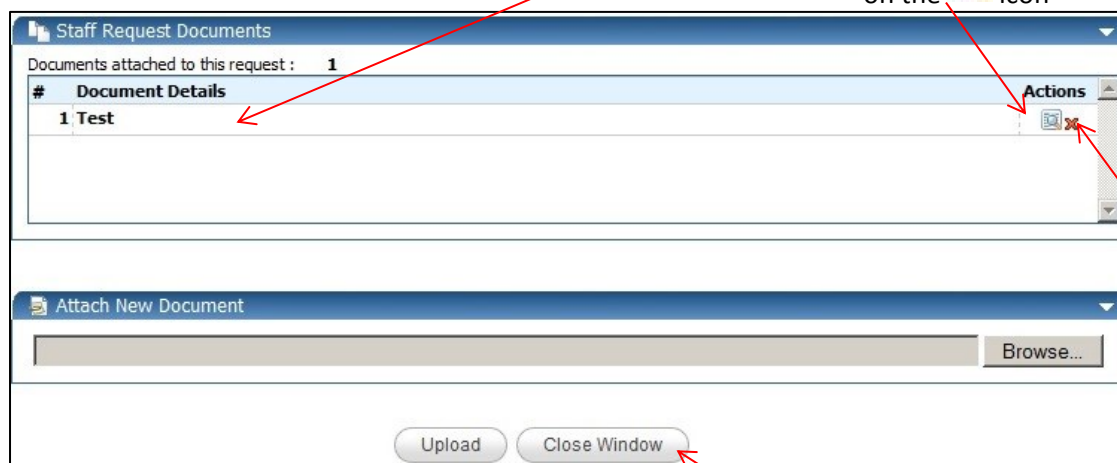 on the icon
Staff Request Documents
Documents attached to this request : 1
# Document Details Actions
1 Test
Attach New Document
Browse...
Upload Close Window